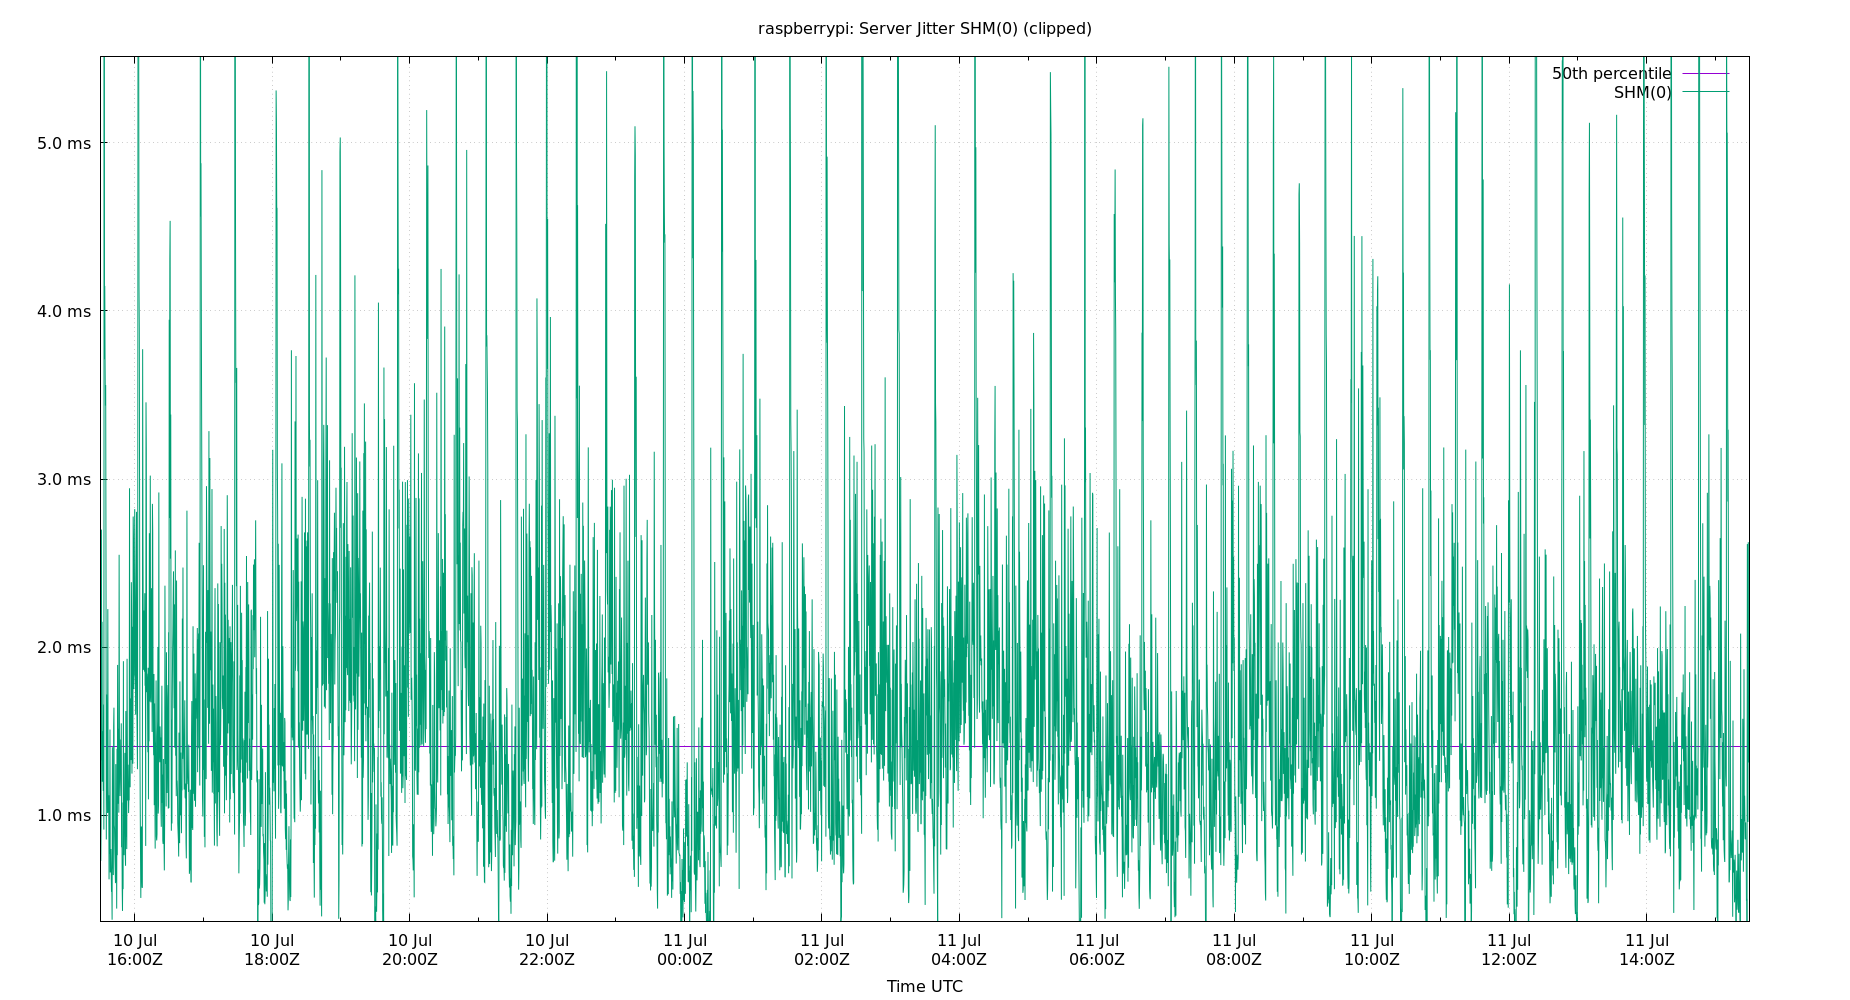 raspberrypi: Server Jitter SHM(0) (clipped)
50th percentile
SHM(0)
5.0 ms
4.0 ms
3.0 ms
2.0 ms
1.0 ms
10 Jul 10 Jul 10 Jul 10 Jul 11 Jul 11 Jul 11 Jul 11 Jul 11 Jul 11 Jul 11 Jul 11 Jul
16:00Z 18:00Z 20:00Z 22:00Z 00:00Z 02:00Z 04:00Z 06:00Z 08:00Z 10:00Z 12:00Z 14:00Z
Time UTC